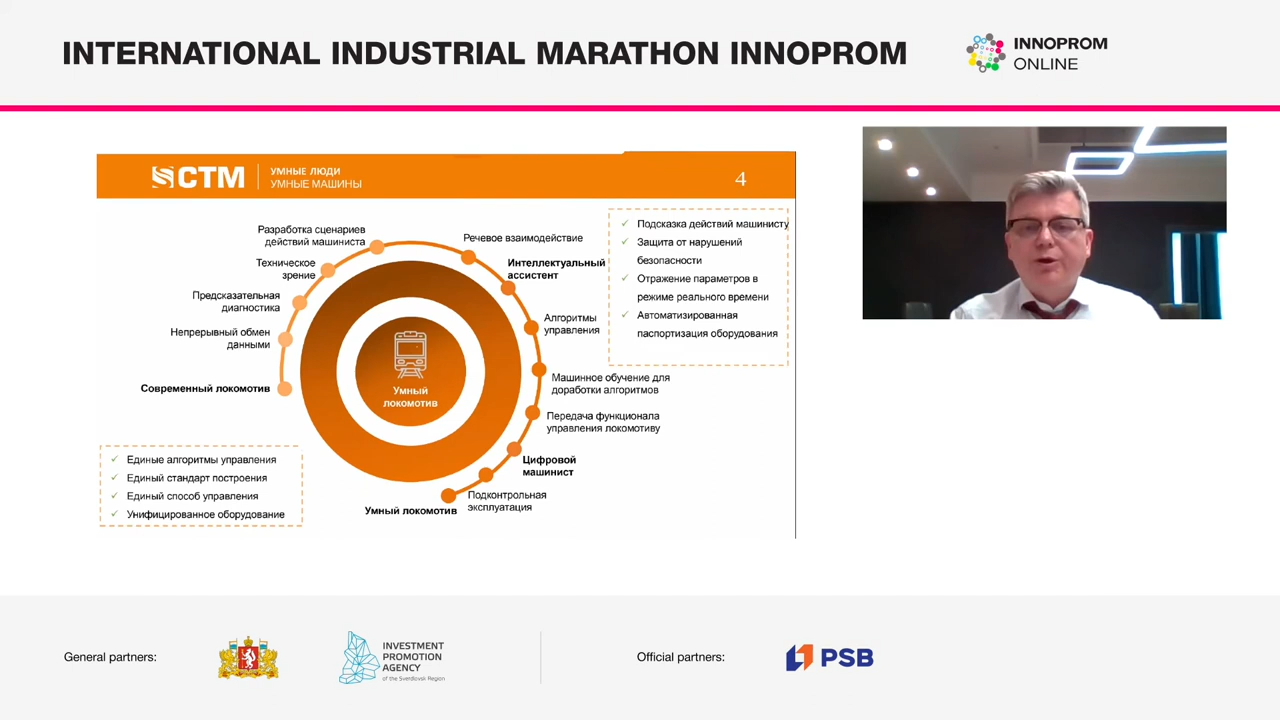 INTERNATIONAL INDUSTRIAL MARATHON INNOPROM
INNOPROM
ONLINE
СТМ
УМНЫЕ ЛЮДИ
УМНЫЕ МАШИНЫ
4
Разработка сценариев
действий машиниста
Техническое
зрение
Предсказательная
диагностика
Непрерывный обмен
данными
Современный локомотив
Речевое взаимодействие
Интеллектуальный
ассистент
Алгоритмы
управления
Машинное обучение для
доработки алгоритмов
Передача функционала
управления локомотиву
Цифровой
машинист
Подконтрольная
эксплуатация
Умный локомотив
Умный
локомотив
✓ Подсказка действий машинисту
✓ Защита от нарушений
безопасности
✓ Отражение параметров в
режиме реального времени
✓ Автоматизированная
паспортизация оборудования
✓ Единые алгоритмы управления
✓ Единый стандарт построения
✓ Единый способ управления
✓ Унифицированное оборудование
General partners:
INVESTMENT
PROMOTION
AGENCY
of the Sverdlovsk Region
Official partners:
PSB